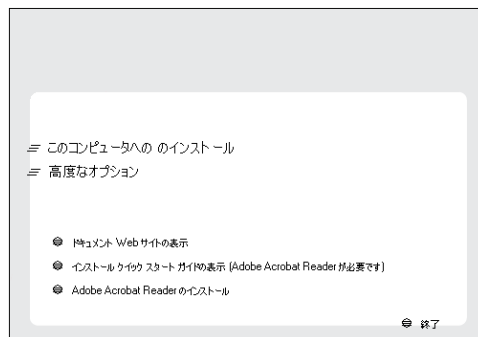 このコンピュータへの のインストール
高度なオプション
ドキュメント Web サイトの表示
インストール クイック スタート ガイドの表示 (Adobe Acrobat Reader が必要です)
Adobe Acrobat Reader のインストール
終了